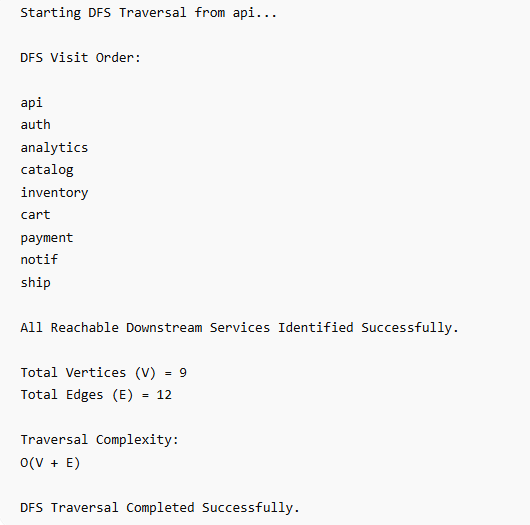 Starting DFS Traversal from api...
DFS Visit Order:
api
auth
analytics
catalog
inventory
cart
payment
notif
ship
All Reachable Downstream Services Identified Successfully.
Total Vertices (V) = 9
Total Edges (E) = 12
Traversal Complexity:
O(V + E)
DFS Traversal Completed Successfully.